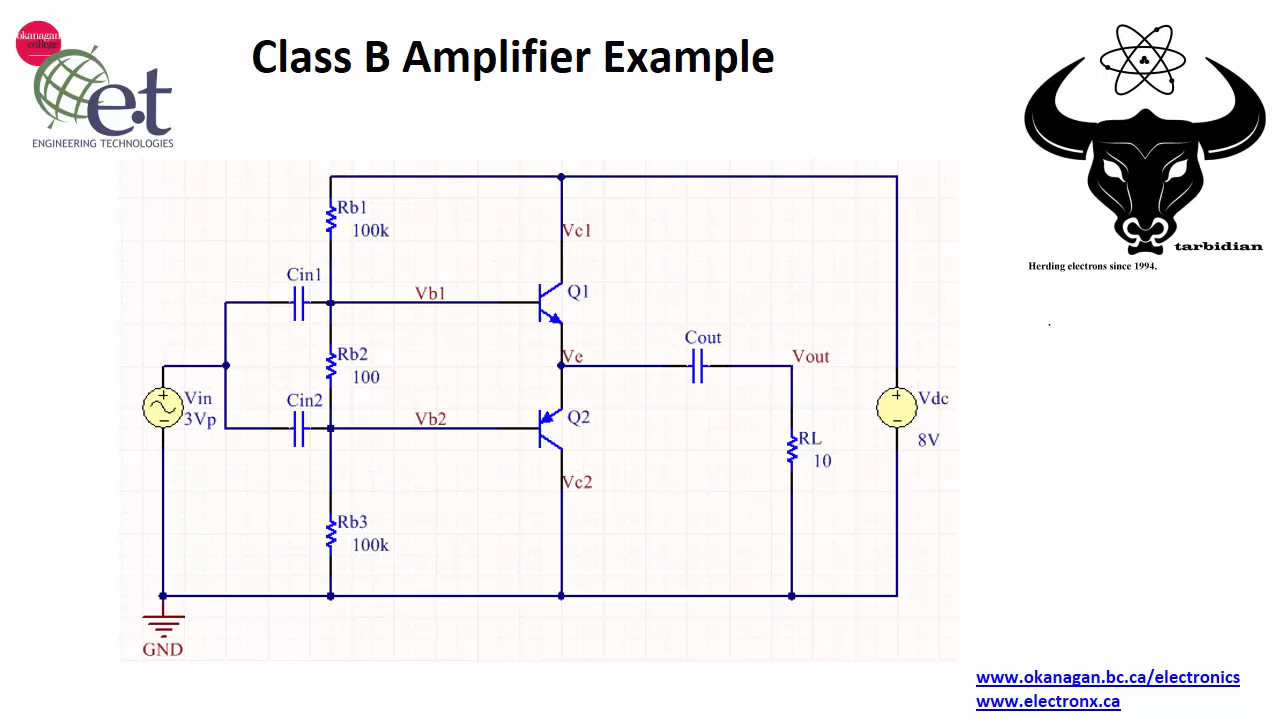 okanagan
college
e.t
ENGINEERING TECHNOLOGIES
Class B Amplifier Example
tarbidian
Herding electrons since 1994.
Rb1
100k
Vc1
Cin1
Vb1
Q1
Rb2
100
Ve
Cout
Vout
Vin
3Vp
Cin2
Vb2
Q2
Vdc
8V
RL
10
Vc2
Rb3
100k
GND
www.okanagan.bc.ca/electronics
www.electronx.ca